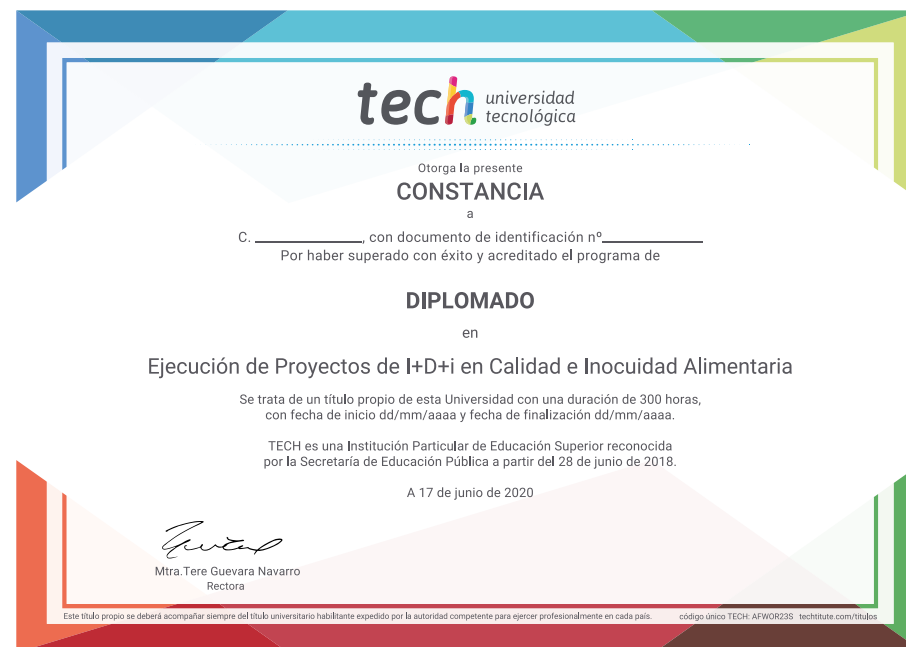 tech universidad
tecnológica
Otorga la presente
CONSTANCIA
a
C. ____________, con documento de identificación nº____________
Por haber superado con éxito y acreditado el programa de
DIPLOMADO
en
Ejecución de Proyectos de I+D+i en Calidad e Inocuidad Alimentaria
Se trata de un título propio de esta Universidad con una duración de 300 horas,
con fecha de inicio dd/mm/aaaa y fecha de finalización dd/mm/aaaa.
TECH es una Institución Particular de Educación Superior reconocida
por la Secretaría de Educación Pública a partir del 28 de junio de 2018.
A 17 de junio de 2020
Mtra.Tere Guevara Navarro
Rectora
Este título propio se deberá acompañar siempre del título universitario habilitante expedido por la autoridad competente para ejercer profesionalmente en cada país. código único TECH: AFWOR23S techtitute.com/titulos